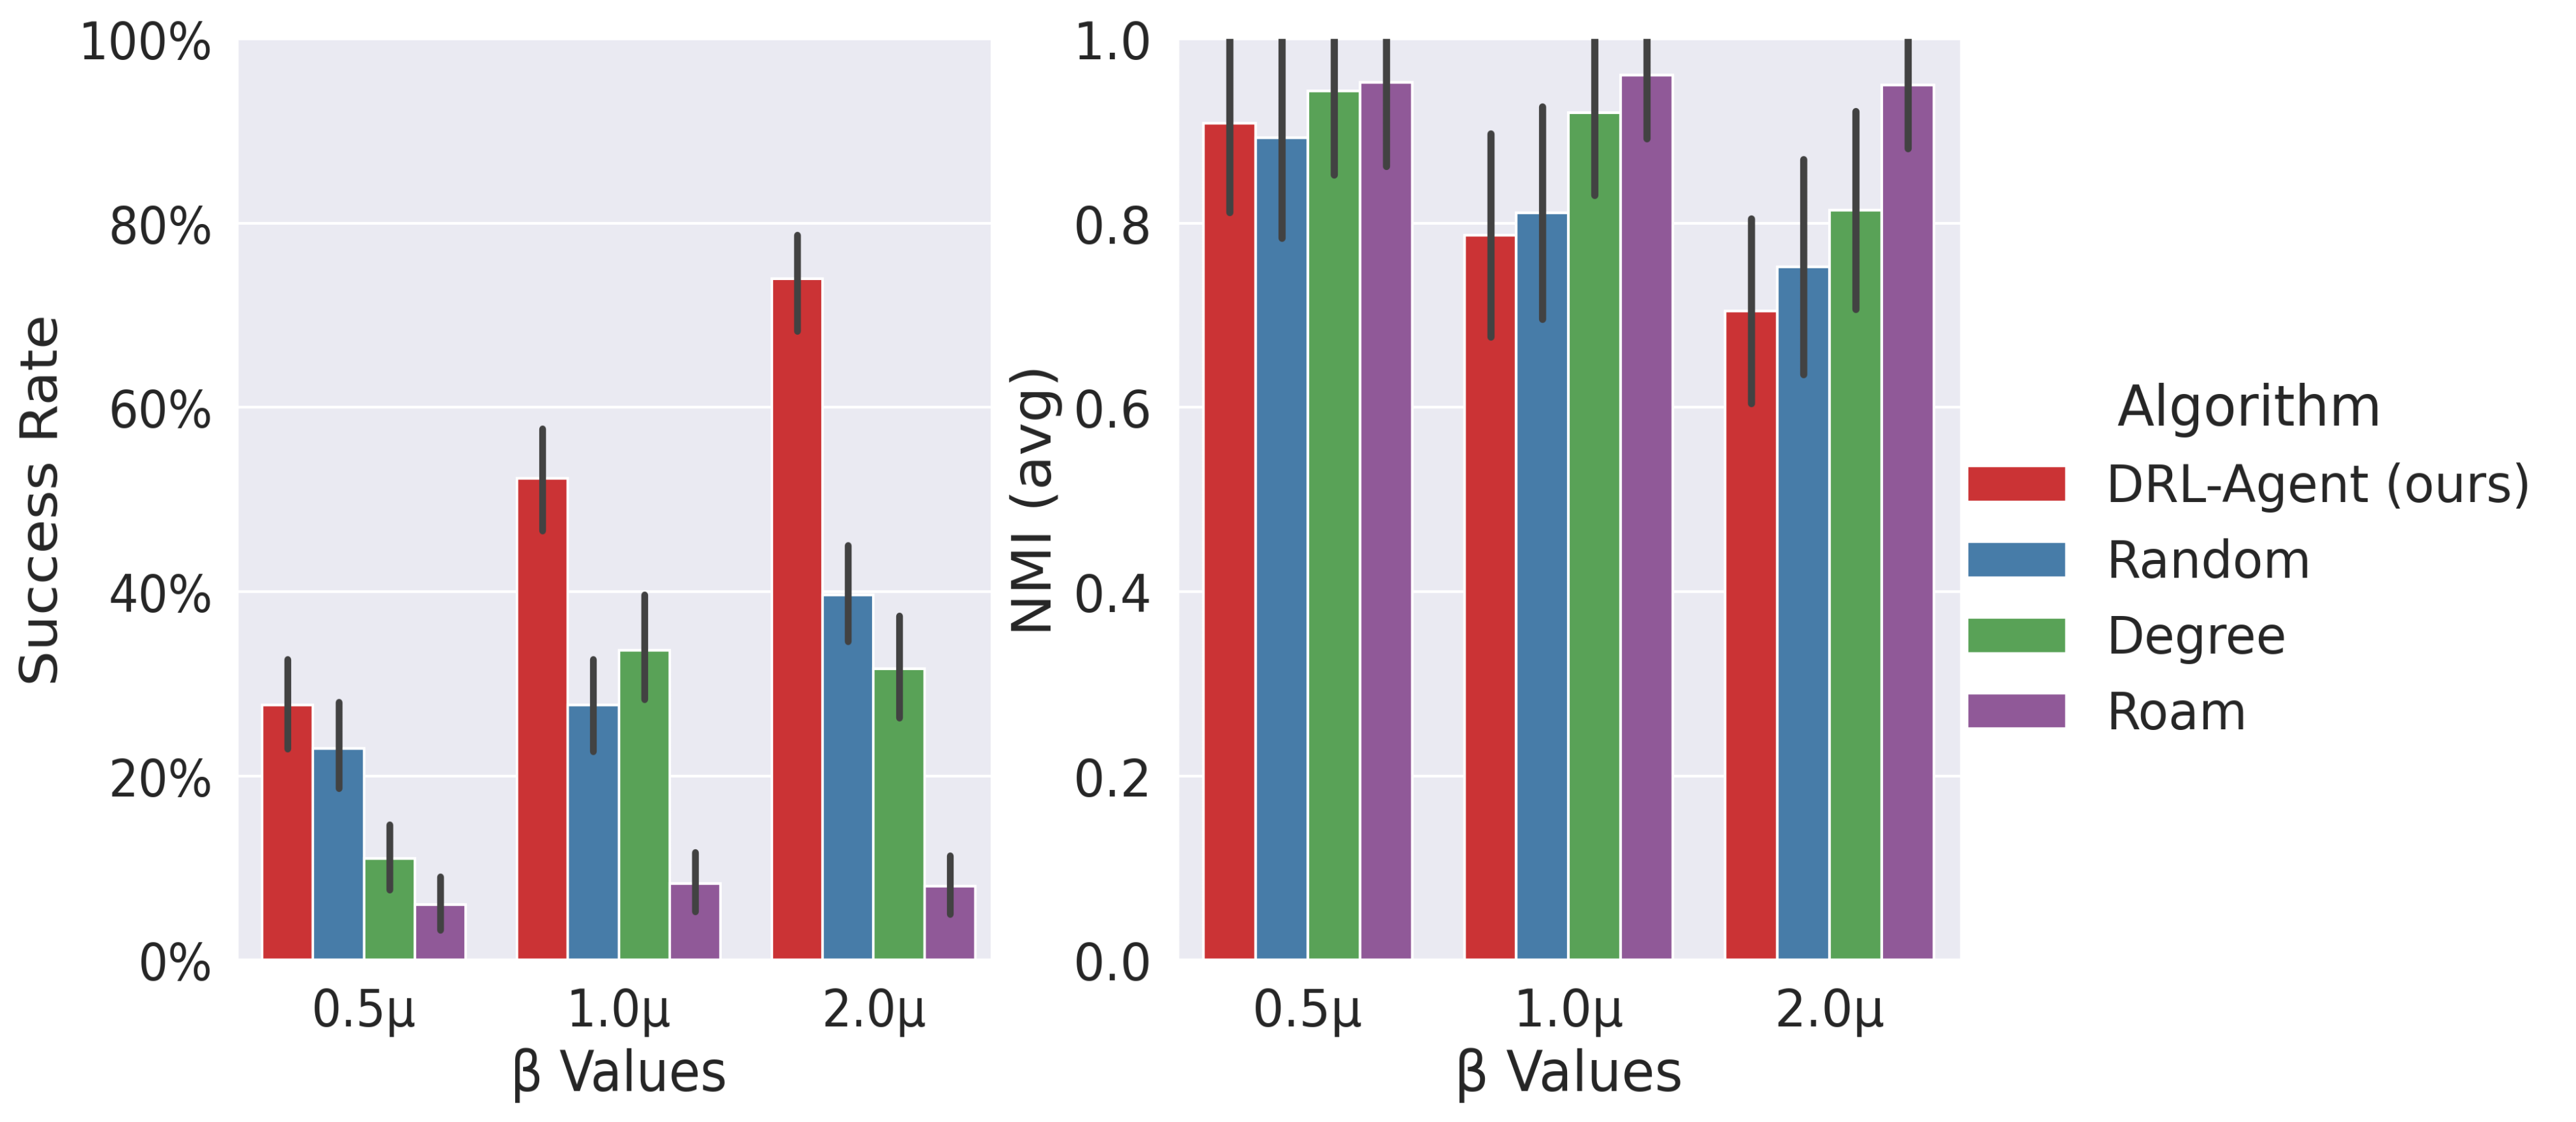 100%
80%
60%
40%
20%
0%
Success Rate
0.5μ 1.0μ 2.0μ
β Values
1.0
0.8
0.6
0.4
0.2
0.0
NMI (avg)
0.5μ 1.0μ 2.0μ
β Values
Algorithm
DRL-Agent (ours)
Random
Degree
Roam